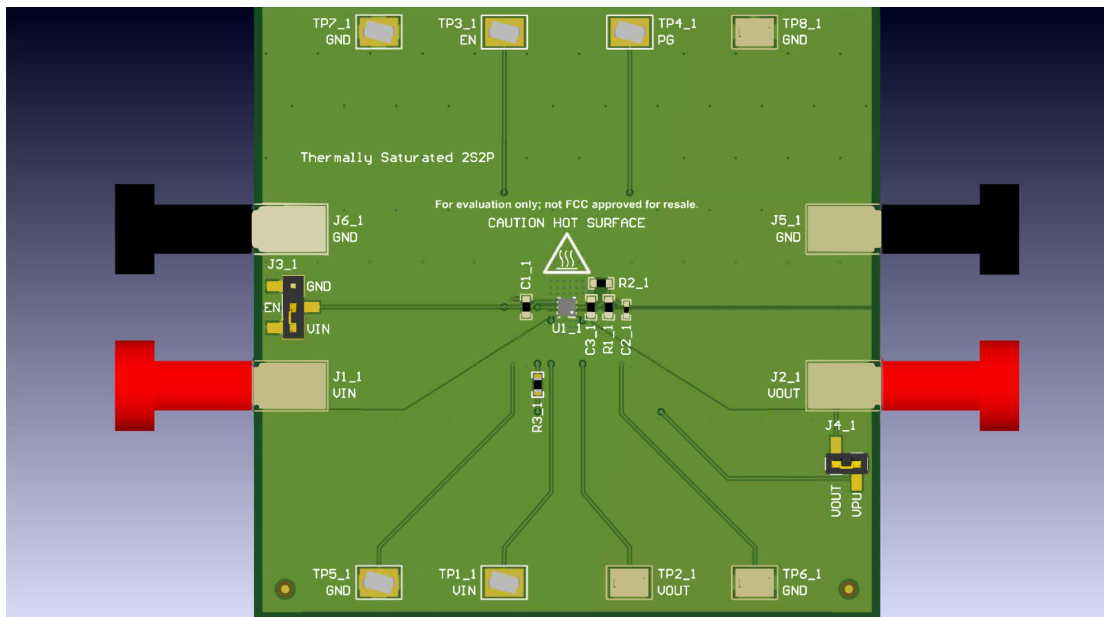 TP7_1
GND
TP3_1
EN
TP4_1
PG
TP8_1
GND
Thermally Saturated 2S2P
For evaluation only; not FCC approved for resale.
CAUTION HOT SURFACE
J6_1
GND
J5_1
GND
J3_1
GND
EN
VIN
C1_1
R2_1
U1_1
C3_1
R1_1
C2_1
J1_1
VIN
J2_1
VOUT
R3_1
J4_1
VOUT
VPU
TP5_1
GND
TP1_1
VIN
TP2_1
VOUT
TP6_1
GND